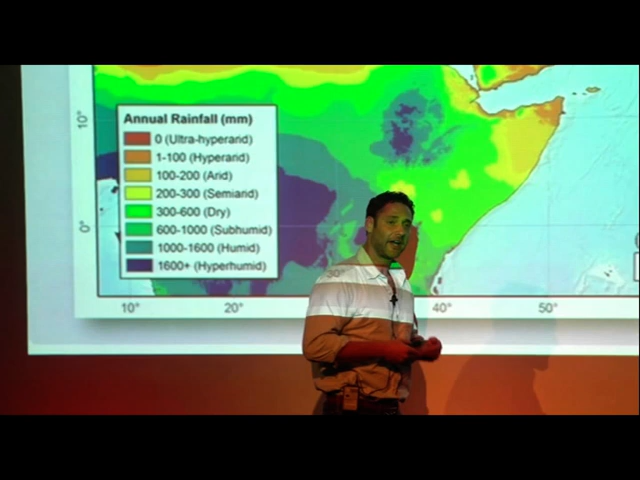 Annual Rainfall (mm)
0 (Ultra-hyperarid)
1-100 (Hyperarid)
100-200 (Arid)
200-300 (Semiarid)
300-600 (Dry)
600-1000 (Subhumid)
1000-1600 (Humid)
1600+ (Hyperhumid)
10°
0°
10°
20°
40°
50°